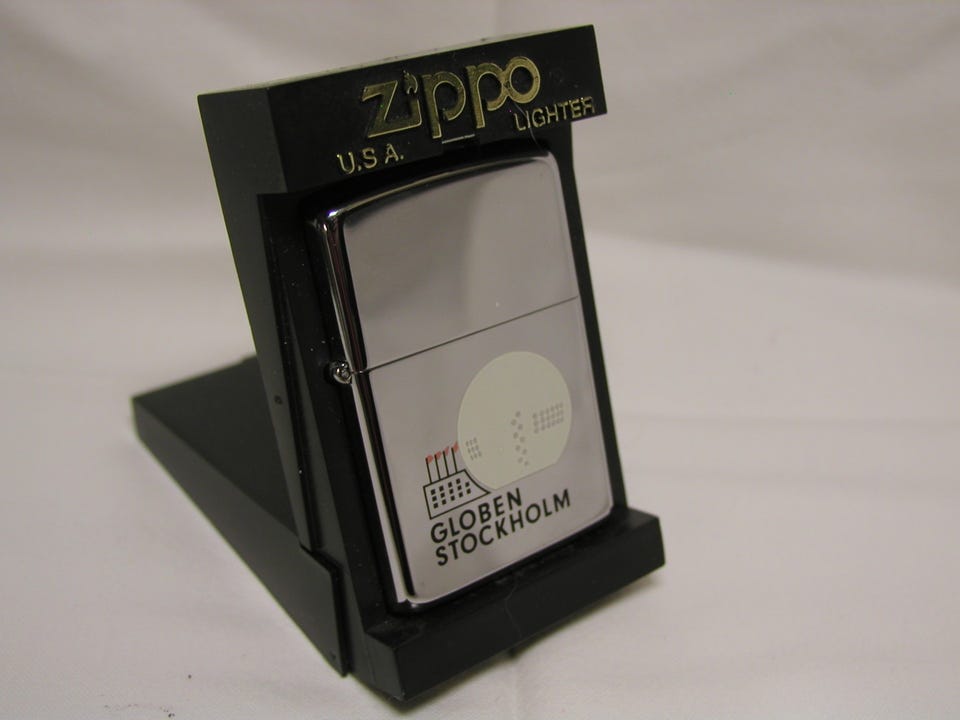 Zippo
U.S.A. LIGHTER
GLOBEN
STOCKHOLM